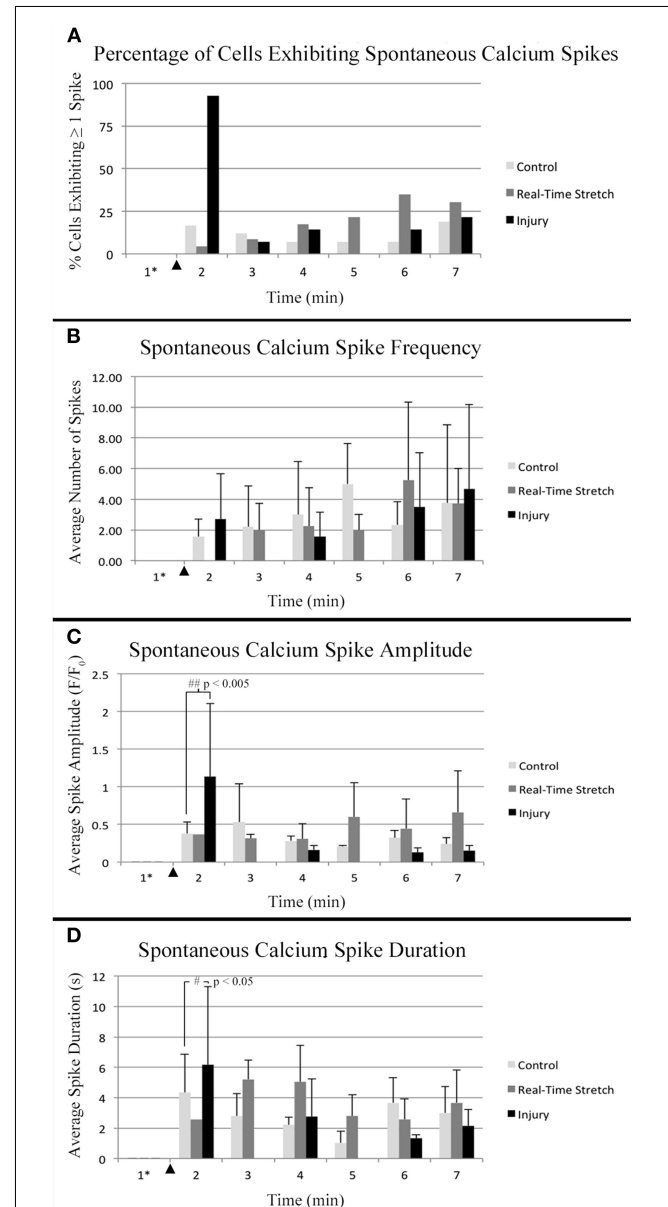 A
Percentage of Cells Exhibiting Spontaneous Calcium Spikes
% Cells Exhibiting ≥ 1 Spike
100
75
50
25
0
1* ▲ 2 3 4 5 6 7
Time (min)
Control
Real-Time Stretch
Injury
B
Spontaneous Calcium Spike Frequency
Average Number of Spikes
12.00
10.00
8.00
6.00
4.00
2.00
0.00
1* ▲ 2 3 4 5 6 7
Time (min)
Control
Real-Time Stretch
Injury
C
Spontaneous Calcium Spike Amplitude
Average Spike Amplitude (F/F₀)
2.5
2
1.5
1
0.5
0
## p < 0.005
1* ▲ 2 3 4 5 6 7
Time (min)
Control
Real-Time Stretch
Injury
D
Spontaneous Calcium Spike Duration
Average Spike Duration (s)
12
10
8
6
4
2
0
# p < 0.05
1* ▲ 2 3 4 5 6 7
Time (min)
Control
Real-Time Stretch
Injury